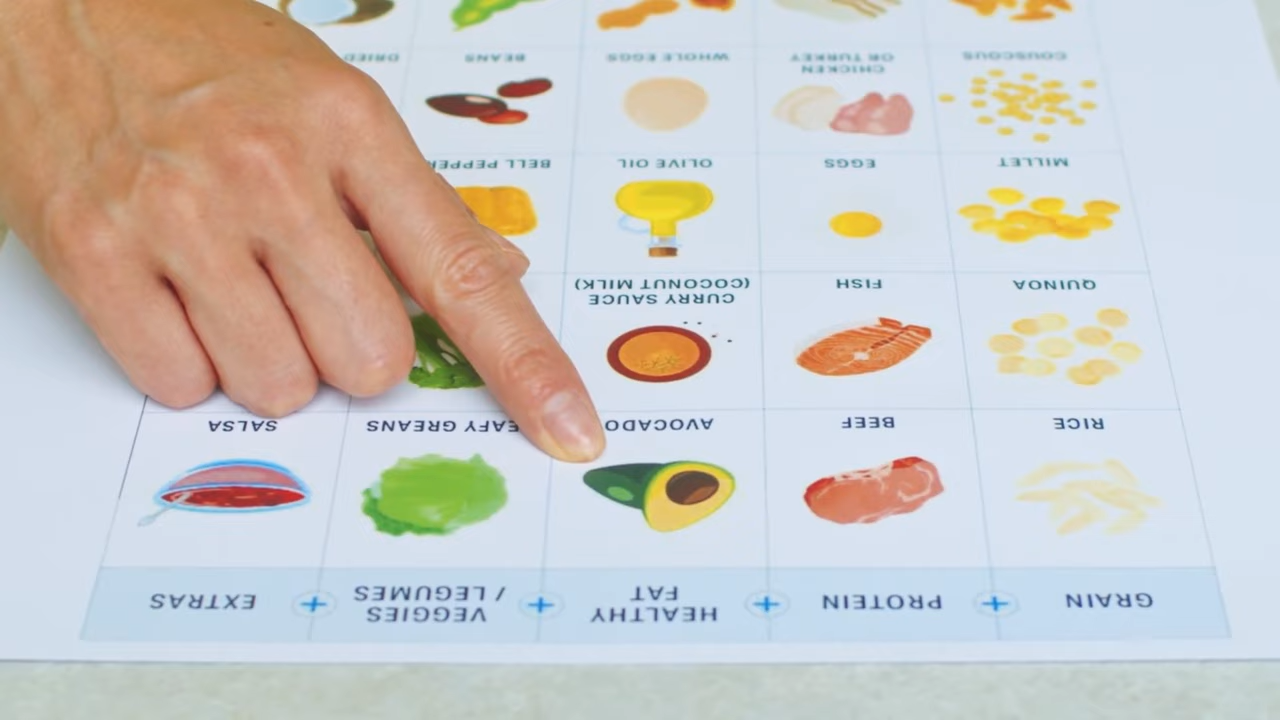 GRAIN + PROTEIN + HEALTHY FAT + VEGGIES / LEGUMES + EXTRAS
RICE
BEEF
AVOCADO
EAFY GREANS
SALSA
QUINOA
FISH
CURRY SAUCE
(COCONUT MILK)
MILLET
EGGS
OLIVE OIL
BELL PEPPER
COUSCOUS
CHICKEN
OR TURKEY
WHOLE EGGS
BEANS
DRIED